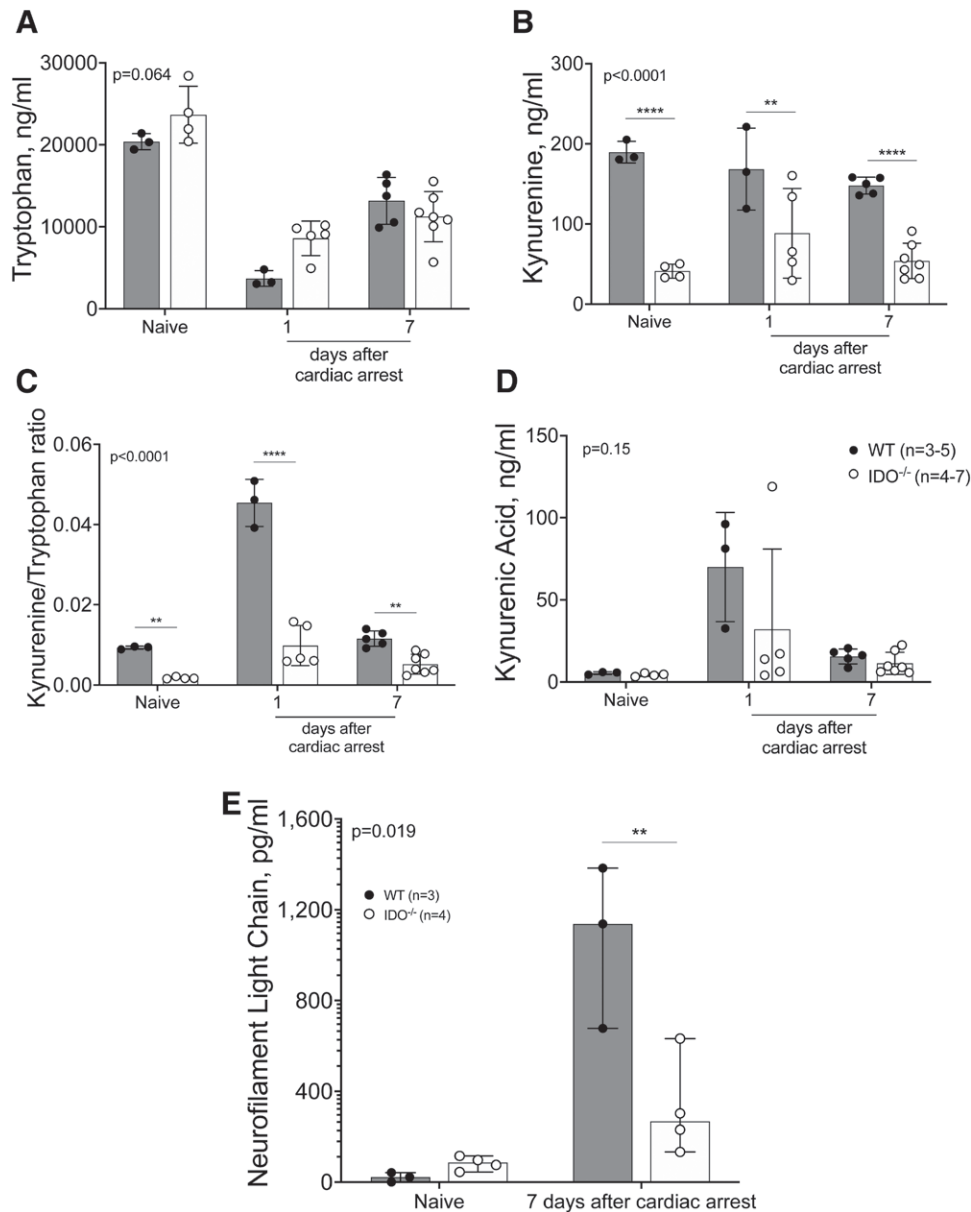 A
Tryptophan, ng/ml
30000
20000
10000
0
p=0.064
Naive
1
7
days after
cardiac arrest
B
Kynurenine, ng/ml
300
200
100
0
p<0.0001
****
**
****
Naive
1
7
days after
cardiac arrest
C
Kynurenine/Tryptophan ratio
0.06
0.04
0.02
0.00
p<0.0001
**
****
**
Naive
1
7
days after
cardiac arrest
D
Kynurenic Acid, ng/ml
150
100
50
0
p=0.15
WT (n=3-5)
IDO-/- (n=4-7)
Naive
1
7
days after
cardiac arrest
E
Neurofilament Light Chain, pg/ml
1,600
1,200
800
400
0
p=0.019
WT (n=3)
IDO-/- (n=4)
**
Naive
7 days after cardiac arrest